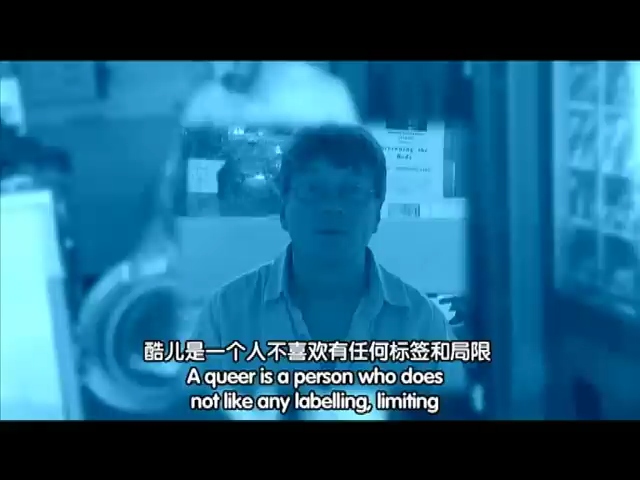 酷儿是一个人不喜欢有任何标签和局限
A queer is a person who does
not like any labelling, limiting